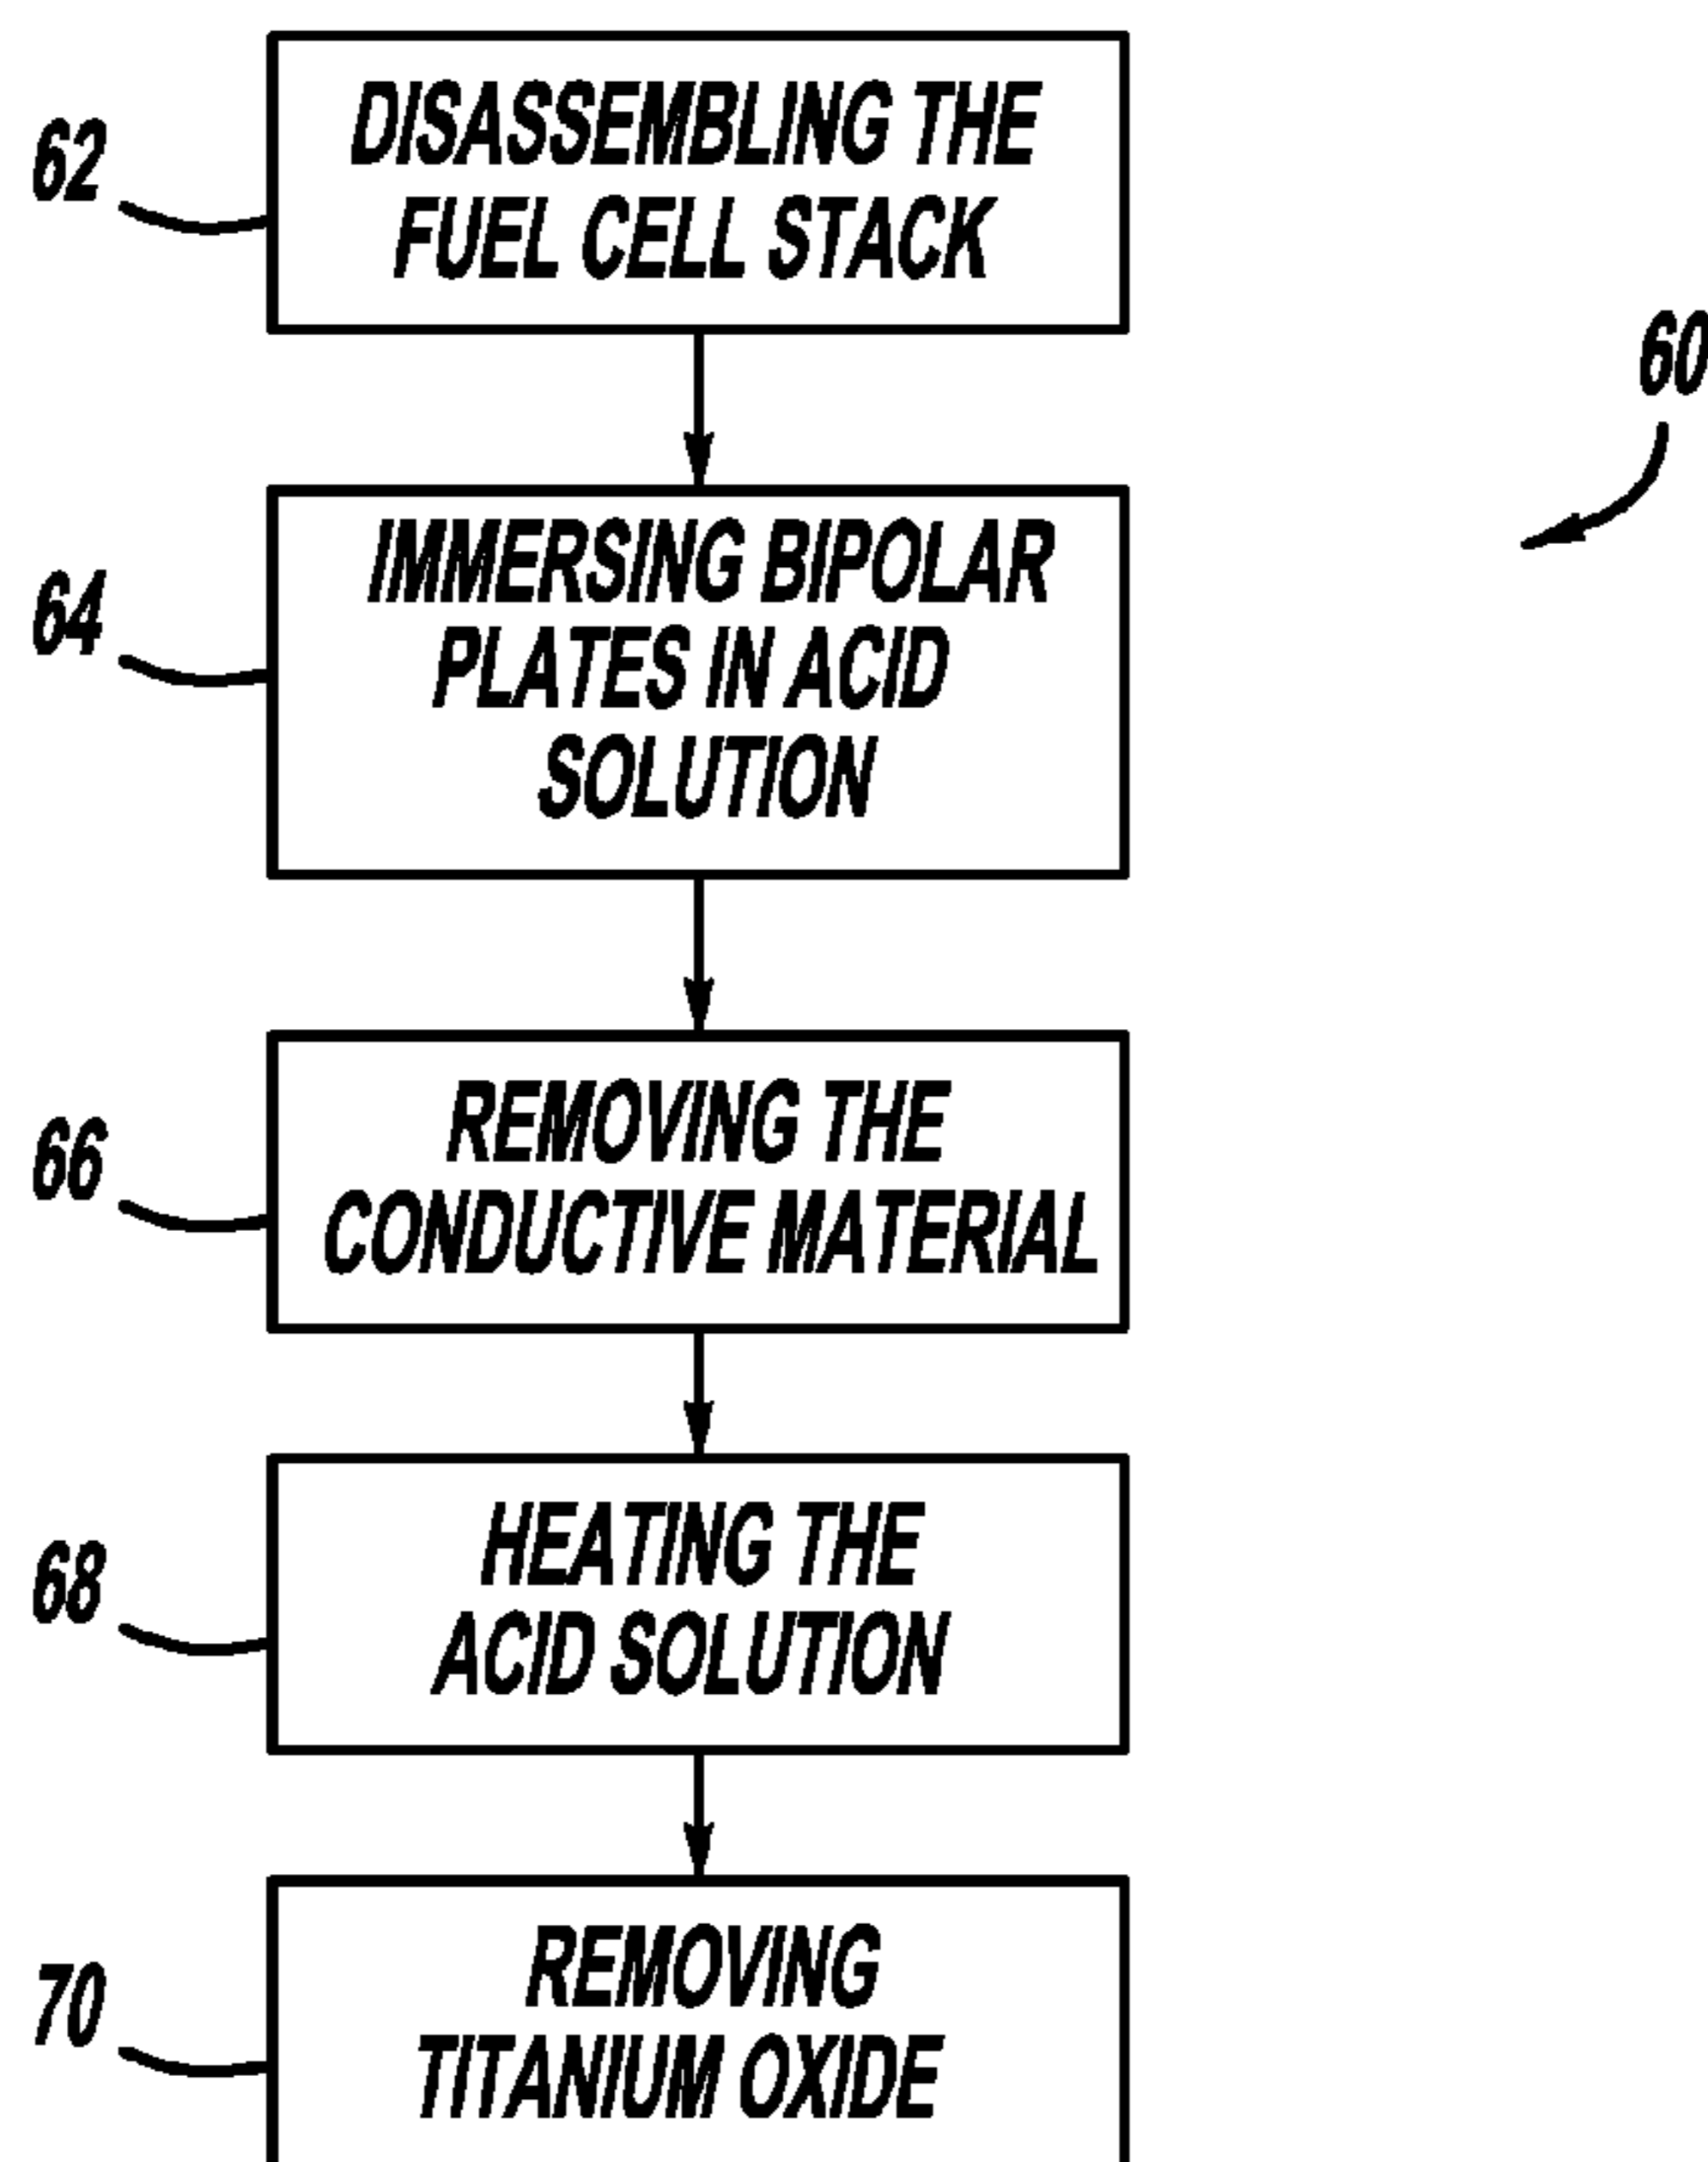 62
DISASSEMBLING THE
FUEL CELL STACK
60
64
IMMERSING BIPOLAR
PLATES IN ACID
SOLUTION
66
REMOVING THE
CONDUCTIVE MATERIAL
68
HEATING THE
ACID SOLUTION
70
REMOVING
TITANIUM OXIDE